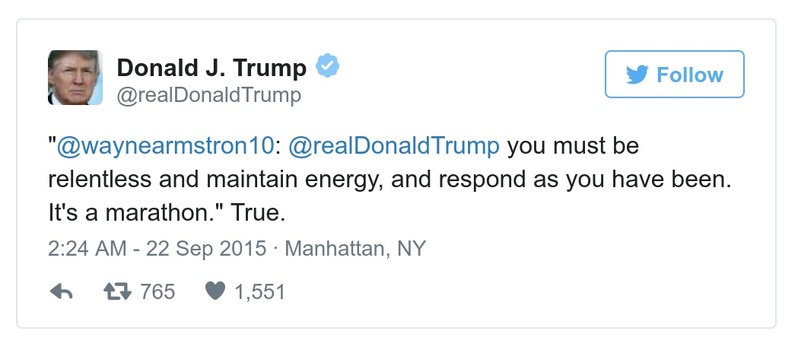 Donald J. Trump
@realDonaldTrump
Follow
"@waynearmstron10: @realDonaldTrump you must be
relentless and maintain energy, and respond as you have been.
It's a marathon." True.
2:24 AM - 22 Sep 2015 · Manhattan, NY
765 1,551